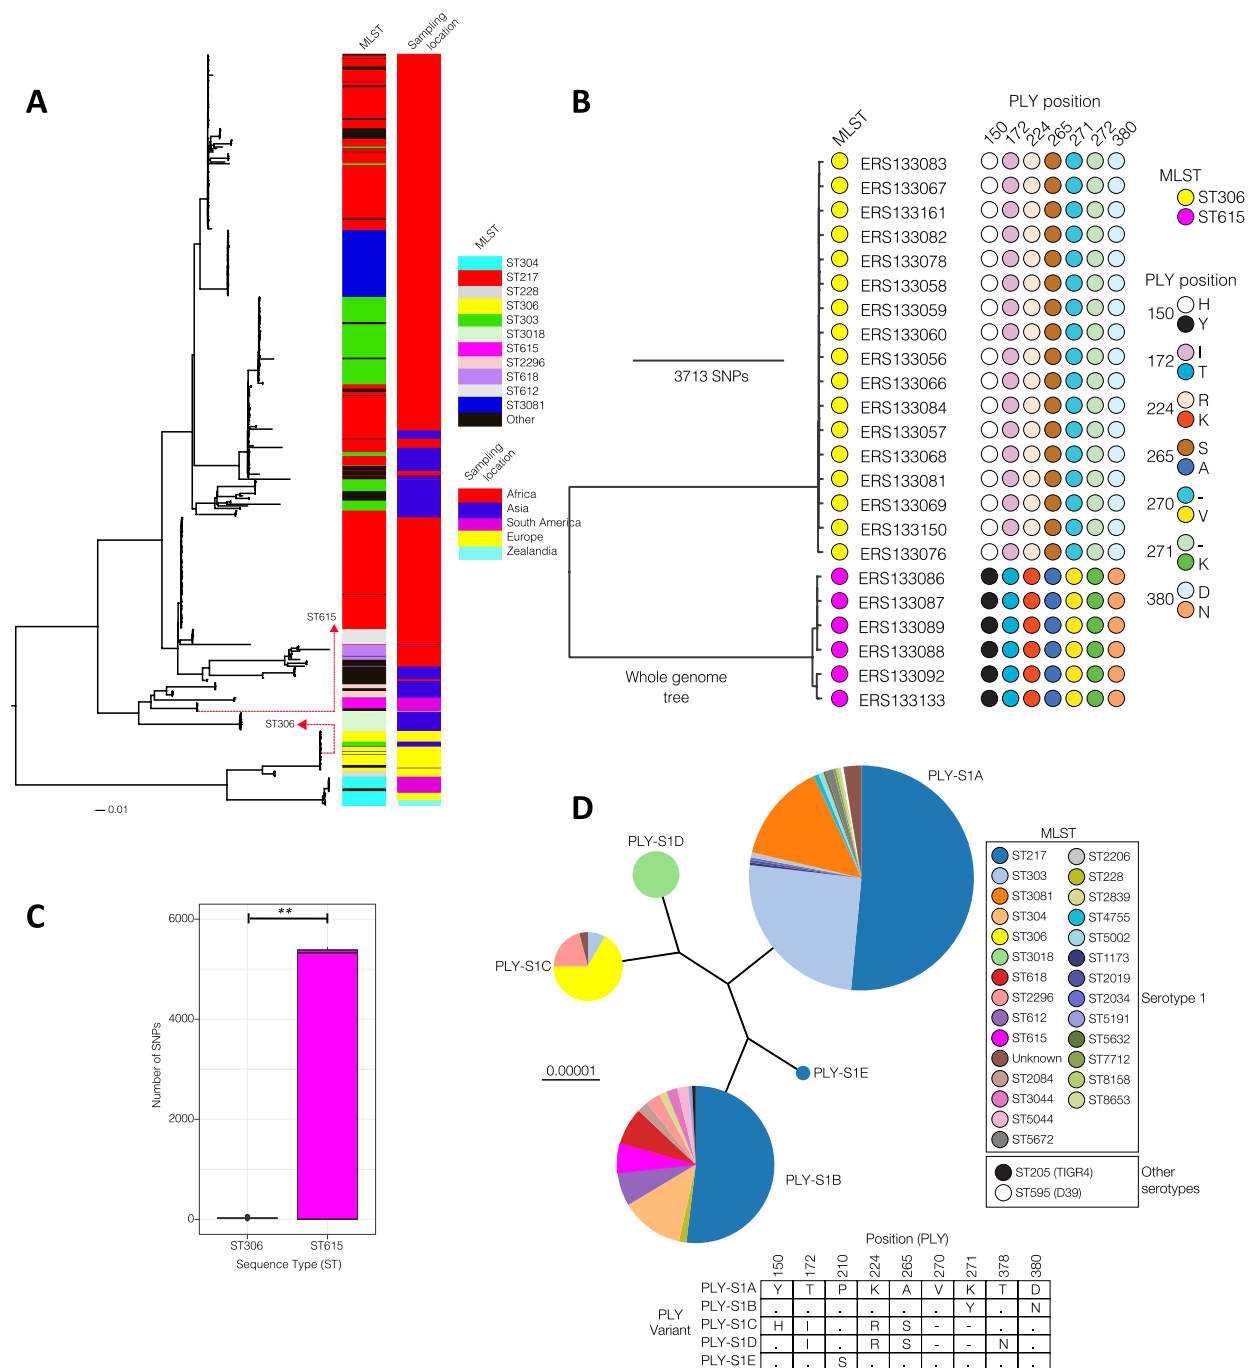 A
MLST
Sampling location
ST615
ST306
0.01
MLST
ST304
ST217
ST228
ST306
ST303
ST3018
ST615
ST2296
ST618
ST612
ST3081
Other
Sampling location
Africa
Asia
South America
Europe
Zealandia
B
MLST
PLY position
150 172 224 265 271 272 380
ERS133083
ERS133067
ERS133161
ERS133082
ERS133078
ERS133058
ERS133059
ERS133060
ERS133056
ERS133066
ERS133084
ERS133057
ERS133068
ERS133081
ERS133069
ERS133150
ERS133076
ERS133086
ERS133087
ERS133089
ERS133088
ERS133092
ERS133133
3713 SNPs
Whole genome
tree
MLST
ST306
ST615
PLY position
150 H Y
172 I T
224 R K
265 S A
270 - V
271 - K
380 D N
C
**
Number of SNPs
6000
4000
2000
0
ST306 ST615
Sequence Type (ST)
D
PLY-S1A
PLY-S1D
PLY-S1C
PLY-S1E
PLY-S1B
0.00001
MLST
ST217
ST303
ST3081
ST304
ST306
ST3018
ST618
ST2296
ST612
ST615
Unknown
ST2084
ST3044
ST5044
ST5672
ST2206
ST228
ST2839
ST4755
ST5002
ST1173
ST2019
ST2034
ST5191
ST5632
ST7712
ST8158
ST8653
Serotype 1
ST205 (TIGR4)
ST595 (D39)
Other
serotypes
Position (PLY)
150 172 210 224 265 270 271 378 380
PLY
Variant
PLY-S1A Y T P K A V K T D
PLY-S1B . . . . . . Y . N
PLY-S1C H I . R S - - . .
PLY-S1D . I . R S - - N .
PLY-S1E . . S . . . . . .